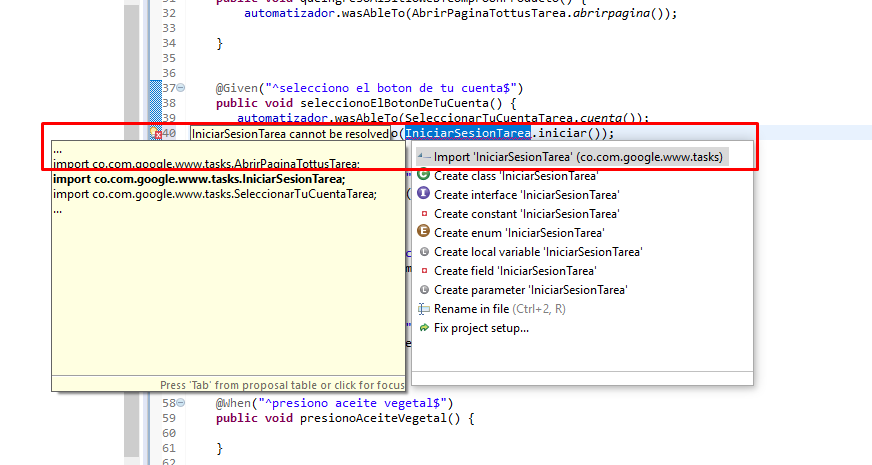 31 public void queIngresoAlSitioWebYComproUnProducto() {
32 automatizador.wasAbleTo(AbrirPaginaTottusTarea.abrirpagina());
33
34 }
35
36
37 @Given("^selecciono el boton de tu cuenta$")
38 public void seleccionoElBotonDeTuCuenta() {
39 automatizador.wasAbleTo(SeleccionarTuCuentaTarea.cuenta());
40 IniciarSesionTarea cannot be resolved o(IniciarSesionTarea.iniciar());
...
import co.com.google.www.tasks.AbrirPaginaTottusTarea;
import co.com.google.www.tasks.IniciarSesionTarea;
import co.com.google.www.tasks.SeleccionarTuCuentaTarea;
...
Press 'Tab' from proposal table or click for focus
Import 'IniciarSesionTarea' (co.com.google.www.tasks)
Create class 'IniciarSesionTarea'
Create interface 'IniciarSesionTarea'
Create constant 'IniciarSesionTarea'
Create enum 'IniciarSesionTarea'
Create local variable 'IniciarSesionTarea'
Create field 'IniciarSesionTarea'
Create parameter 'IniciarSesionTarea'
Rename in file (Ctrl+2, R)
Fix project setup...
58 @When("^presiono aceite vegetal$")
59 public void presionoAceiteVegetal() {
60
61 }
62